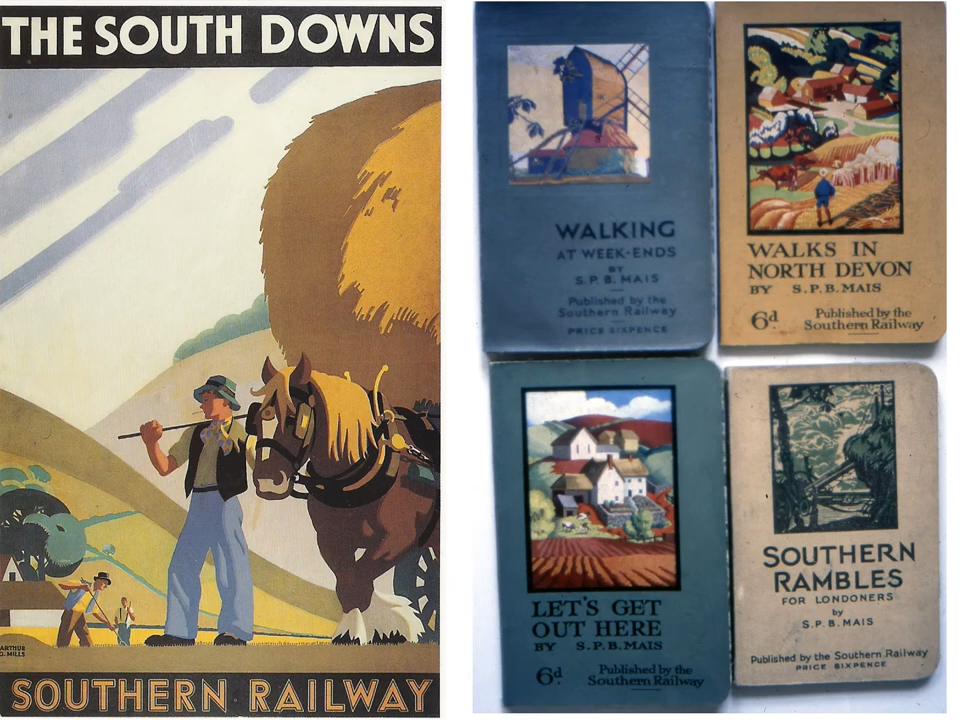 THE SOUTH DOWNS
ARTHUR
G. MILLS
SOUTHERN RAILWAY
WALKING
AT WEEK-ENDS
BY
S.P.B. MAIS
Published by the
Southern Railway
PRICE SIXPENCE
WALKS IN
NORTH DEVON
BY S.P.B. MAIS
6d Published by the
Southern Railway
LET'S GET
OUT HERE
BY S.P.B. MAIS
6d. Published by the
Southern Railway
SOUTHERN
RAMBLES
FOR LONDONERS
by
S.P.B. MAIS
Published by the Southern Railway
PRICE SIXPENCE